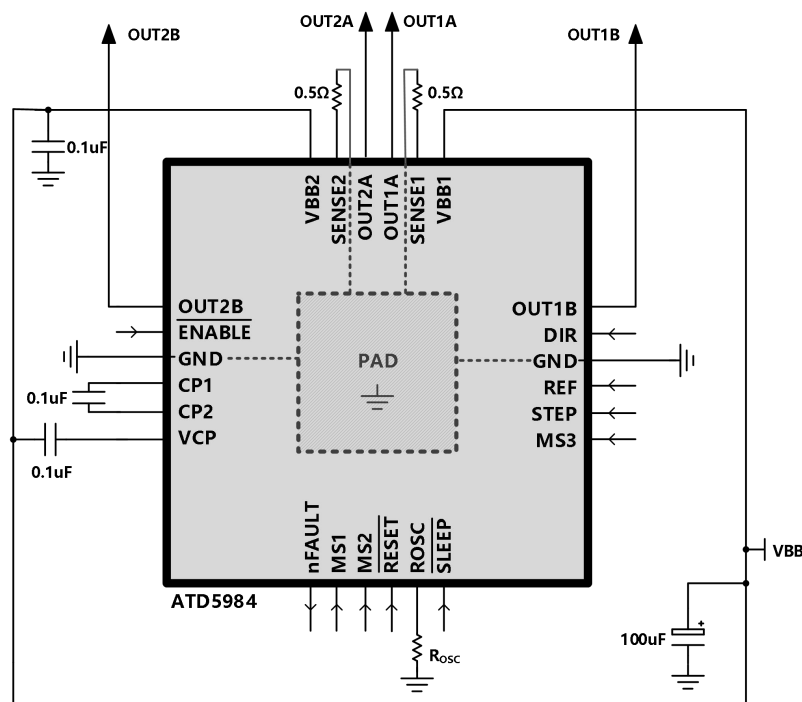 OUT2A
OUT1A
OUT2B
OUT1B
0.5Ω
0.5Ω
0.1uF
VBB2
SENSE2
OUT2A
OUT1A
SENSE1
VBB1
OUT2B
ENABLE
GND
CP1
CP2
VCP
0.1uF
0.1uF
PAD
OUT1B
DIR
GND
REF
STEP
MS3
nFAULT
MS1
MS2
RESET
ROSC
SLEEP
VBB
ATD5984
100uF
+
ROSC